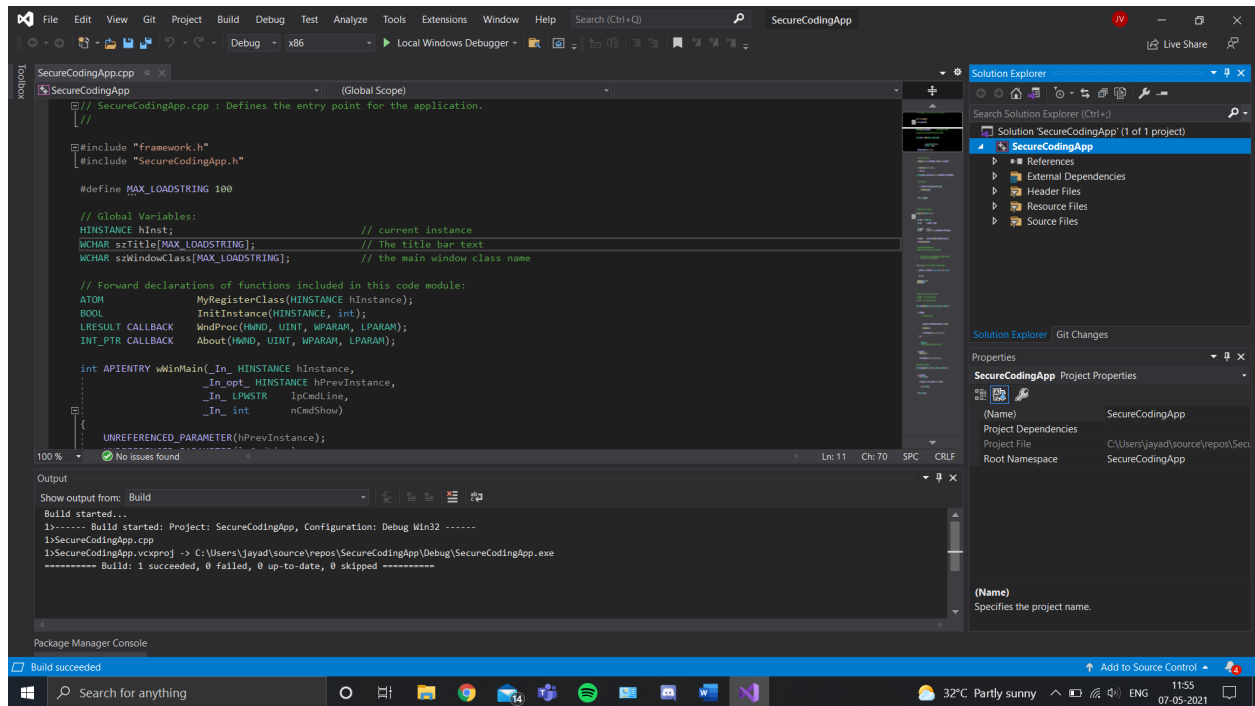 File Edit View Git Project Build Debug Test Analyze Tools Extensions Window Help Search (Ctrl+Q) SecureCodingApp JV
Debug x86 Local Windows Debugger Live Share
Toolbox
SecureCodingApp.cpp
SecureCodingApp (Global Scope)
// SecureCodingApp.cpp : Defines the entry point for the application.
//
#include "framework.h"
#include "SecureCodingApp.h"
#define MAX_LOADSTRING 100
// Global Variables:
HINSTANCE hInst; // current instance
WCHAR szTitle[MAX_LOADSTRING]; // The title bar text
WCHAR szWindowClass[MAX_LOADSTRING]; // the main window class name
// Forward declarations of functions included in this code module:
ATOM MyRegisterClass(HINSTANCE hInstance);
BOOL InitInstance(HINSTANCE, int);
LRESULT CALLBACK WndProc(HWND, UINT, WPARAM, LPARAM);
INT_PTR CALLBACK About(HWND, UINT, WPARAM, LPARAM);
int APIENTRY wWinMain(_In_ HINSTANCE hInstance,
_In_opt_ HINSTANCE hPrevInstance,
_In_ LPWSTR lpCmdLine,
_In_ int nCmdShow)
{
UNREFERENCED_PARAMETER(hPrevInstance);
100 % No issues found Ln: 11 Ch: 70 SPC CRLF
Output
Show output from: Build
Build started...
1>------ Build started: Project: SecureCodingApp, Configuration: Debug Win32 ------
1>SecureCodingApp.cpp
1>SecureCodingApp.vcxproj -> C:\Users\jayad\source\repos\SecureCodingApp\Debug\SecureCodingApp.exe
========== Build: 1 succeeded, 0 failed, 0 up-to-date, 0 skipped ==========
Package Manager Console
Solution Explorer
Search Solution Explorer (Ctrl+;)
Solution 'SecureCodingApp' (1 of 1 project)
SecureCodingApp
References
External Dependencies
Header Files
Resource Files
Source Files
Solution Explorer Git Changes
Properties
SecureCodingApp Project Properties
(Name) SecureCodingApp
Project Dependencies
Project File C:\Users\jayad\source\repos\Secu
Root Namespace SecureCodingApp
(Name)
Specifies the project name.
Build succeeded Add to Source Control 4
Search for anything 14 32°C Partly sunny ENG 11:55
07-05-2021